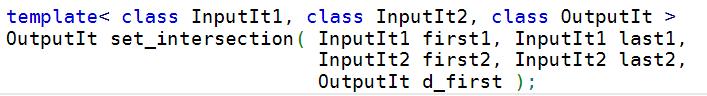 template< class InputIt1, class InputIt2, class OutputIt >
OutputIt set_intersection( InputIt1 first1, InputIt1 last1,
                           InputIt2 first2, InputIt2 last2,
                           OutputIt d_first );